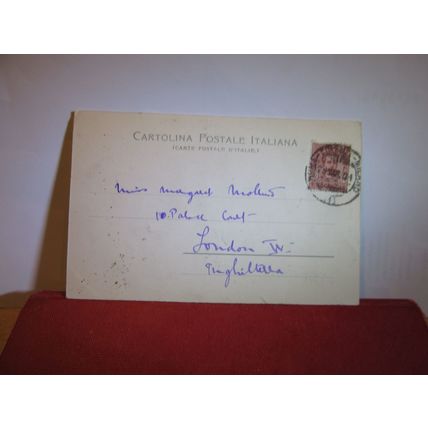 CARTOLINA POSTALE ITALIANA
(CARTE POSTALE D'ITALIE)
Miss Margaret
10 Palace Court
London W.
Inghilterra